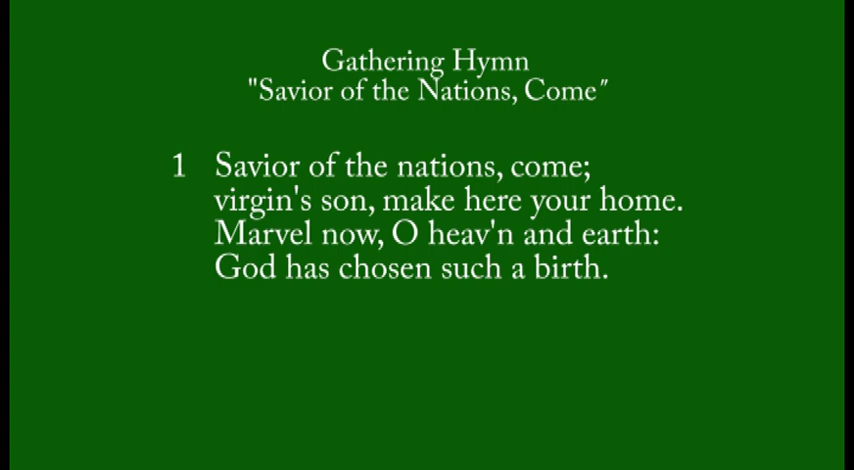 Gathering Hymn
"Savior of the Nations, Come"
1 Savior of the nations, come;
virgin's son, make here your home.
Marvel now, O heav'n and earth:
God has chosen such a birth.